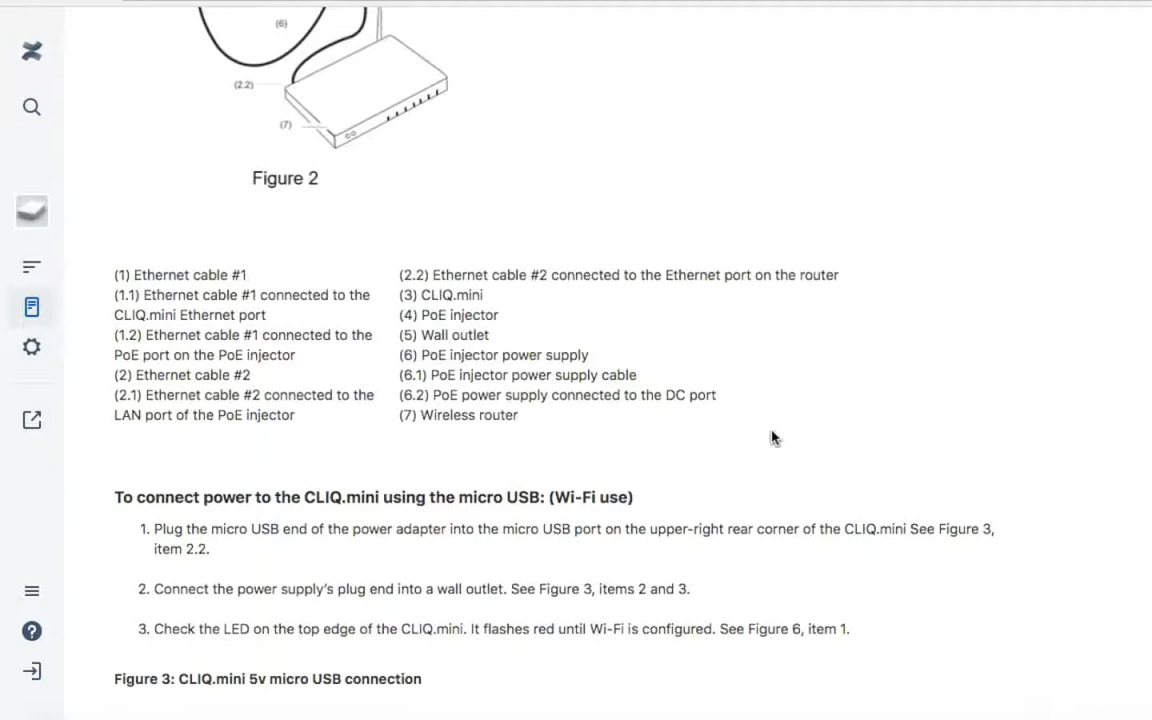 (6)
(2.2)
(7)
Figure 2
(1) Ethernet cable #1
(1.1) Ethernet cable #1 connected to the
CLIQ.mini Ethernet port
(1.2) Ethernet cable #1 connected to the
PoE port on the PoE injector
(2) Ethernet cable #2
(2.1) Ethernet cable #2 connected to the
LAN port of the PoE injector
(2.2) Ethernet cable #2 connected to the Ethernet port on the router
(3) CLIQ.mini
(4) PoE injector
(5) Wall outlet
(6) PoE injector power supply
(6.1) PoE injector power supply cable
(6.2) PoE power supply connected to the DC port
(7) Wireless router
To connect power to the CLIQ.mini using the micro USB: (Wi-Fi use)
1. Plug the micro USB end of the power adapter into the micro USB port on the upper-right rear corner of the CLIQ.mini See Figure 3,
item 2.2.
2. Connect the power supply's plug end into a wall outlet. See Figure 3, items 2 and 3.
3. Check the LED on the top edge of the CLIQ.mini. It flashes red until Wi-Fi is configured. See Figure 6, item 1.
Figure 3: CLIQ.mini 5v micro USB connection